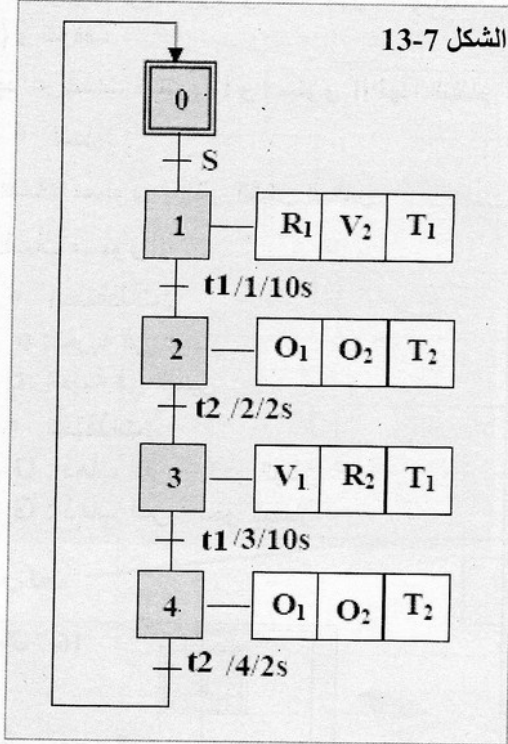 الشكل 7-13
0
S
1 R₁ V₂ T₁
t1/1/10s
2 O₁ O₂ T₂
t2 /2/2s
3 V₁ R₂ T₁
t1/3/10s
4 O₁ O₂ T₂
t2 /4/2s